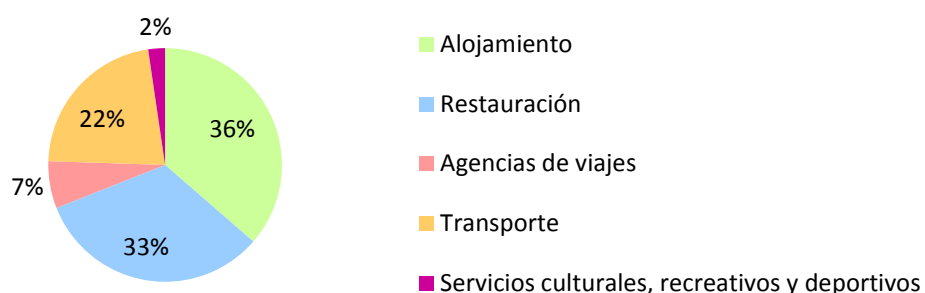 2%
36%
22%
7%
33%
Alojamiento
Restauración
Agencias de viajes
Transporte
Servicios culturales, recreativos y deportivos